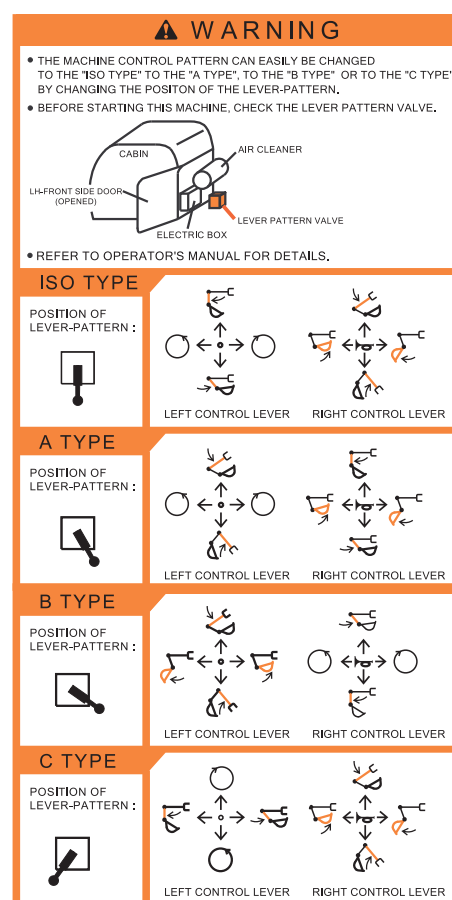 WARNING
• THE MACHINE CONTROL PATTERN CAN EASILY BE CHANGED
TO THE "ISO TYPE" TO THE "A TYPE", TO THE "B TYPE" OR TO THE "C TYPE"
BY CHANGING THE POSITON OF THE LEVER-PATTERN.
• BEFORE STARTING THIS MACHINE, CHECK THE LEVER PATTERN VALVE.
CABIN
AIR CLEANER
LH-FRONT SIDE DOOR
(OPENED)
LEVER PATTERN VALVE
ELECTRIC BOX
• REFER TO OPERATOR'S MANUAL FOR DETAILS.
ISO TYPE
POSITION OF
LEVER-PATTERN :
LEFT CONTROL LEVER RIGHT CONTROL LEVER
A TYPE
POSITION OF
LEVER-PATTERN :
LEFT CONTROL LEVER RIGHT CONTROL LEVER
B TYPE
POSITION OF
LEVER-PATTERN :
LEFT CONTROL LEVER RIGHT CONTROL LEVER
C TYPE
POSITION OF
LEVER-PATTERN :
LEFT CONTROL LEVER RIGHT CONTROL LEVER